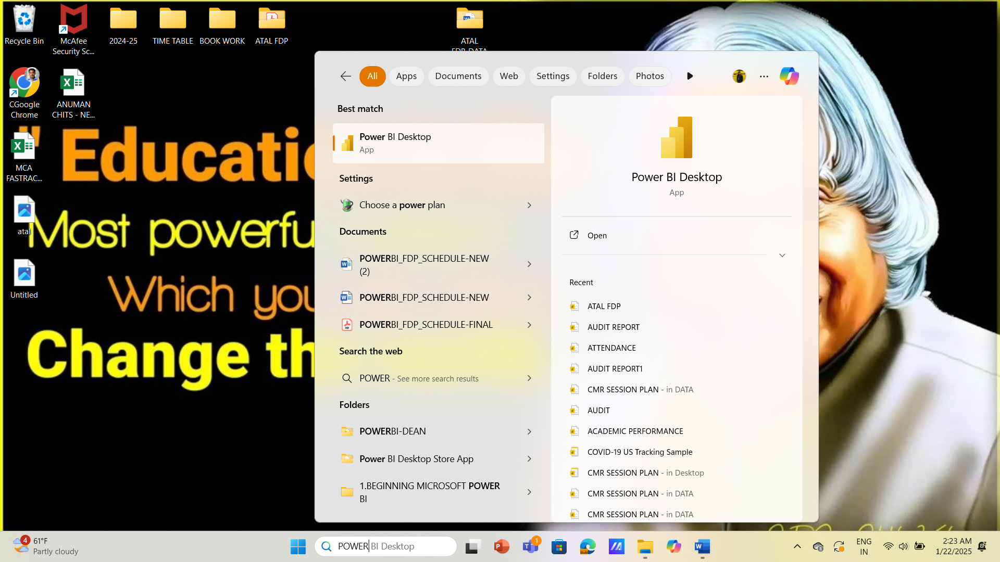 Recycle Bin
McAfee
Security Sc...
2024-25
TIME TABLE
BOOK WORK
ATAL FDP
ATAL
FDP-DATA
CGoogle
Chrome
ANUMAN
CHITS - NE...
MCA
FASTRAC...
atal
Untitled
" Educatio
Most powerfu
Which you
Change th
All
Apps
Documents
Web
Settings
Folders
Photos
Best match
Power BI Desktop
App
Settings
Choose a power plan
Documents
POWERBI_FDP_SCHEDULE-NEW
(2)
POWERBI_FDP_SCHEDULE-NEW
POWERBI_FDP_SCHEDULE-FINAL
Search the web
POWER - See more search results
Folders
POWERBI-DEAN
Power BI Desktop Store App
1.BEGINNING MICROSOFT POWER
BI
Power BI Desktop
App
Open
Recent
ATAL FDP
AUDIT REPORT
ATTENDANCE
AUDIT REPORT1
CMR SESSION PLAN - in DATA
AUDIT
ACADEMIC PERFORMANCE
COVID-19 US Tracking Sample
CMR SESSION PLAN - in Desktop
CMR SESSION PLAN - in DATA
CMR SESSION PLAN - in DATA
4
61°F
Partly cloudy
POWER BI Desktop
1
ENG
IN
2:23 AM
1/22/2025